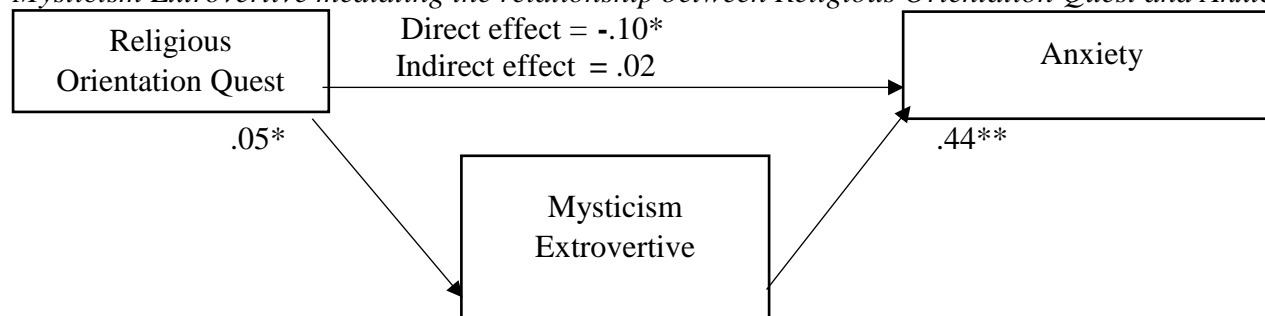 Mysticism Extrovertive mediating the relationship between Religious Orientation Quest and
Religious
Orientation Quest
Direct effect = -.10*
Indirect effect = .02
Anxiety
.05*
.44**
Mysticism
Extrovertive